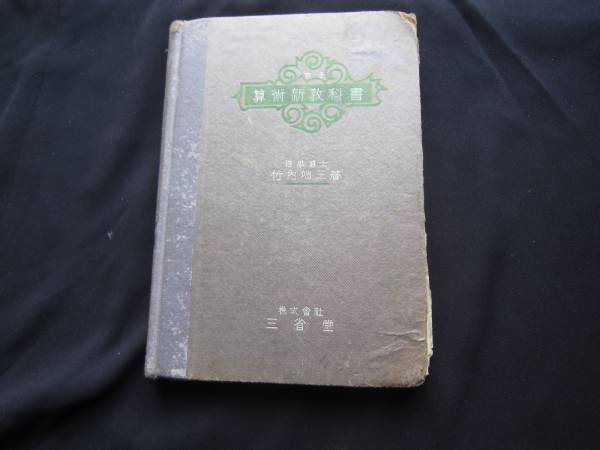 算術新教科書
理學博士
竹內端三著
株式會社
三省堂